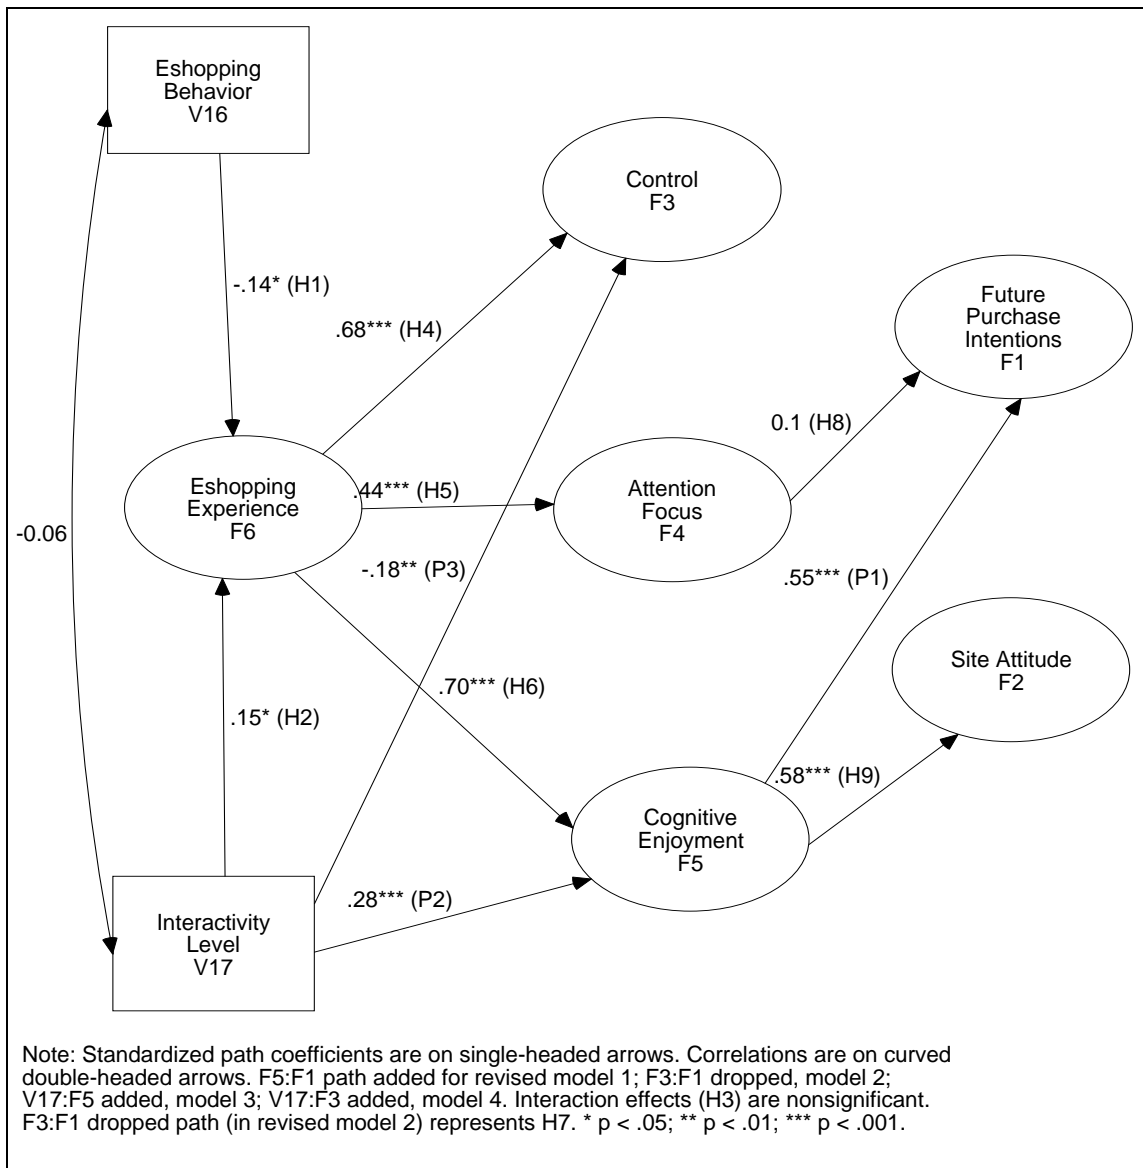 Eshopping
Behavior
V16
Control
F3
Future
Purchase
Intentions
F1
-.14* (H1)
.68*** (H4)
0.1 (H8)
Eshopping
Experience
F6
.44*** (H5)
Attention
Focus
F4
-0.06
-.18** (P3)
.55*** (P1)
Site Attitude
F2
.70*** (H6)
.15* (H2)
.58*** (H9)
Cognitive
Enjoyment
F5
.28*** (P2)
Interactivity
Level
V17
Note: Standardized path coefficients are on single-headed arrows. Correlations are on curved
double-headed arrows. F5:F1 path added for revised model 1; F3:F1 dropped, model 2;
V17:F5 added, model 3; V17:F3 added, model 4. Interaction effects (H3) are nonsignificant.
F3:F1 dropped path (in revised model 2) represents H7. * p < .05; ** p < .01; *** p < .001.